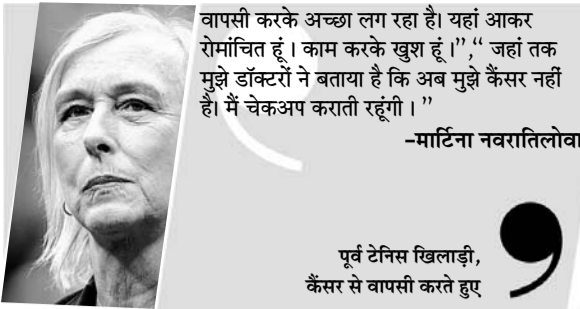 वापसी करके अच्छा लग रहा है। यहां आकर
रोमांचित हूं। काम करके खुश हूं।”,“ जहां तक
मुझे डॉक्टरों ने बताया है कि अब मुझे कैंसर नहीं
है। मैं चेकअप कराती रहूंगी। ”
–मार्टिना नवरातिलोवा
पूर्व टेनिस खिलाड़ी,
कैंसर से वापसी करते हुए